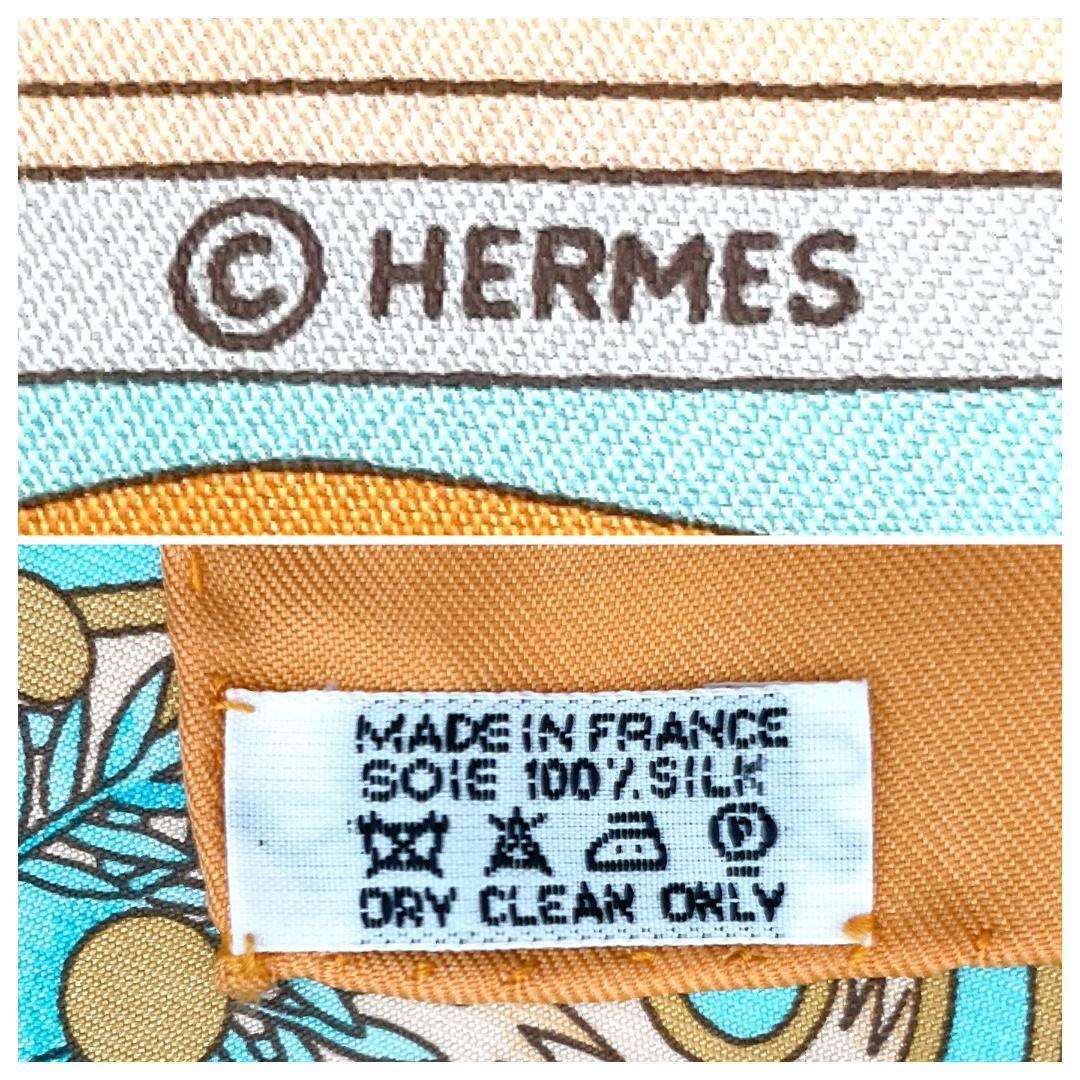 © HERMES
MADE IN FRANCE
SOIE 100% SILK
P
DRY CLEAN ONLY